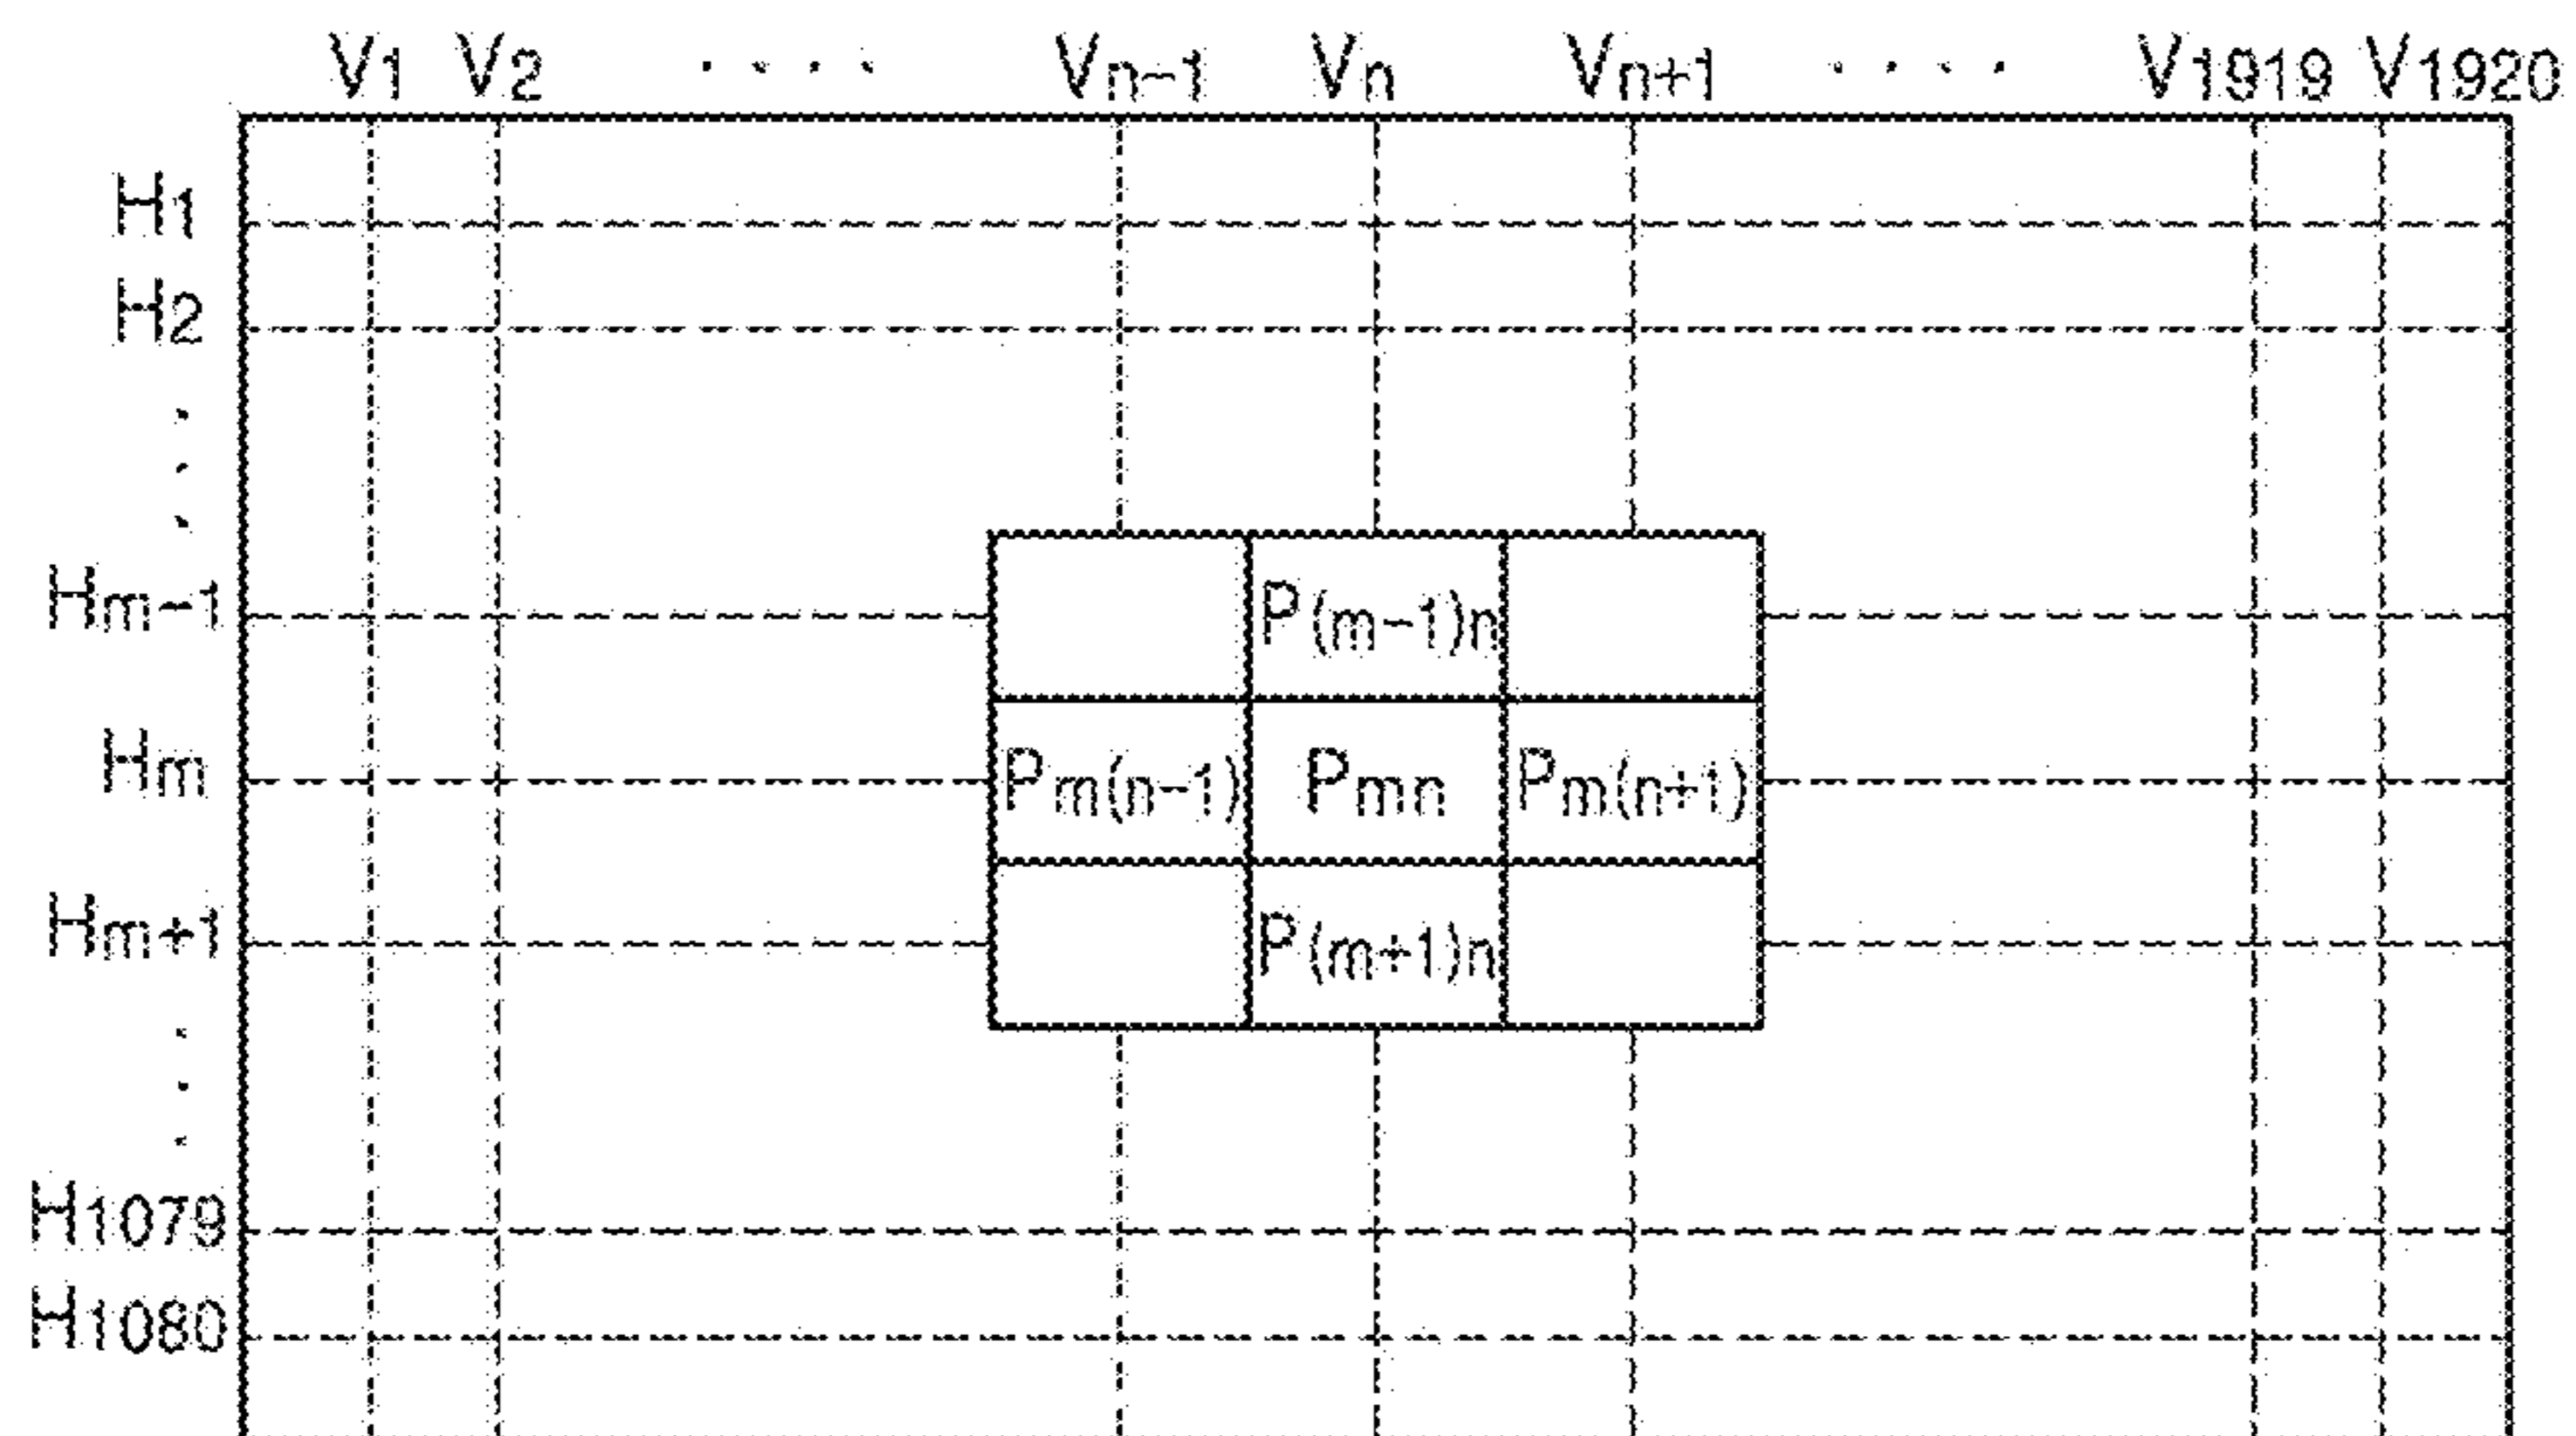 V1 V2 ···· Vn-1 Vn Vn+1 ···· V1919 V1920
H1
H2
Hm-1 P(m-1)n
Hm Pm(n-1) Pmn Pm(n+1)
Hm+1 P(m+1)n
H1079
H1080